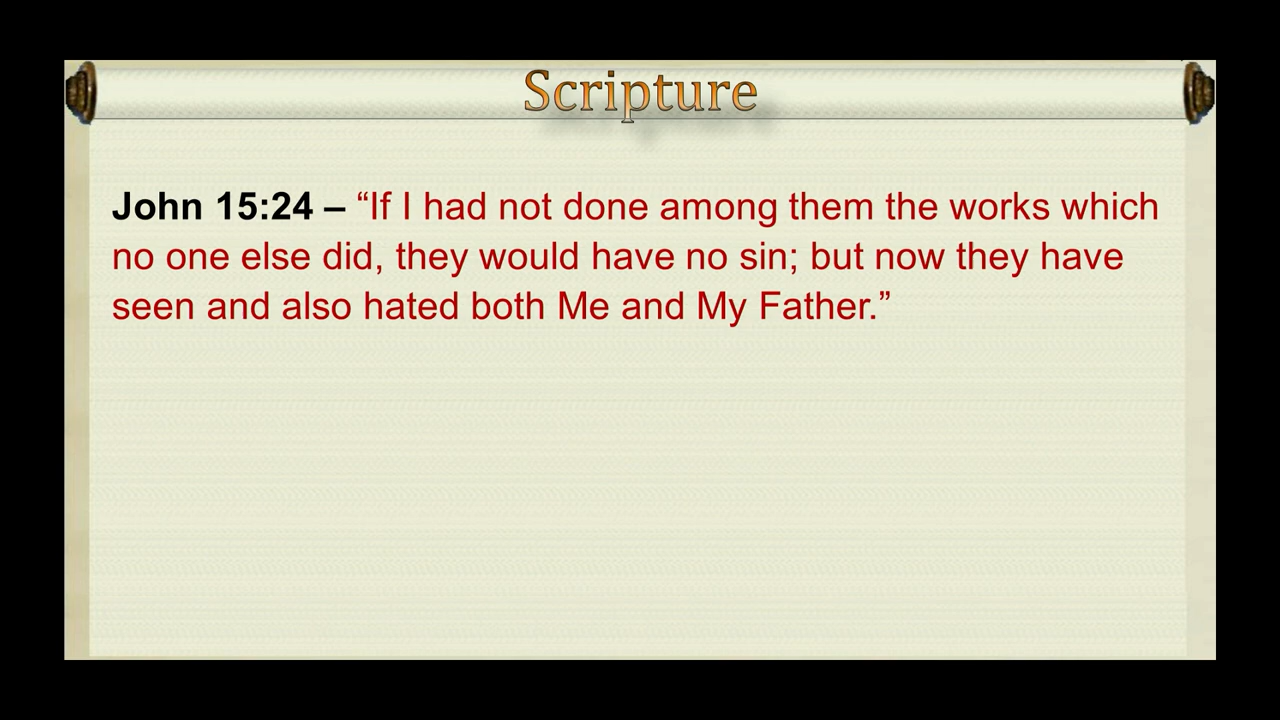 Scripture
John 15:24 – “If I had not done among them the works which
no one else did, they would have no sin; but now they have
seen and also hated both Me and My Father.”